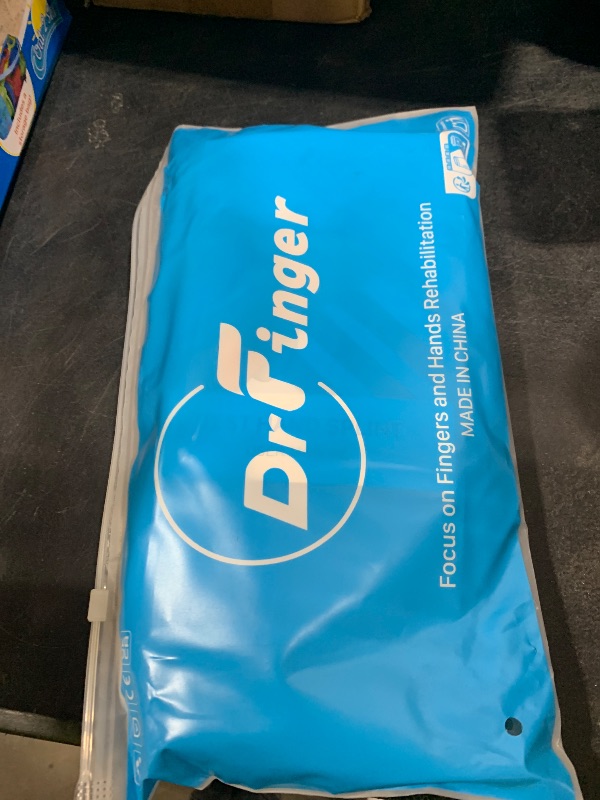 DrFinger
Focus on Fingers and Hands Rehabilitation
MADE IN CHINA